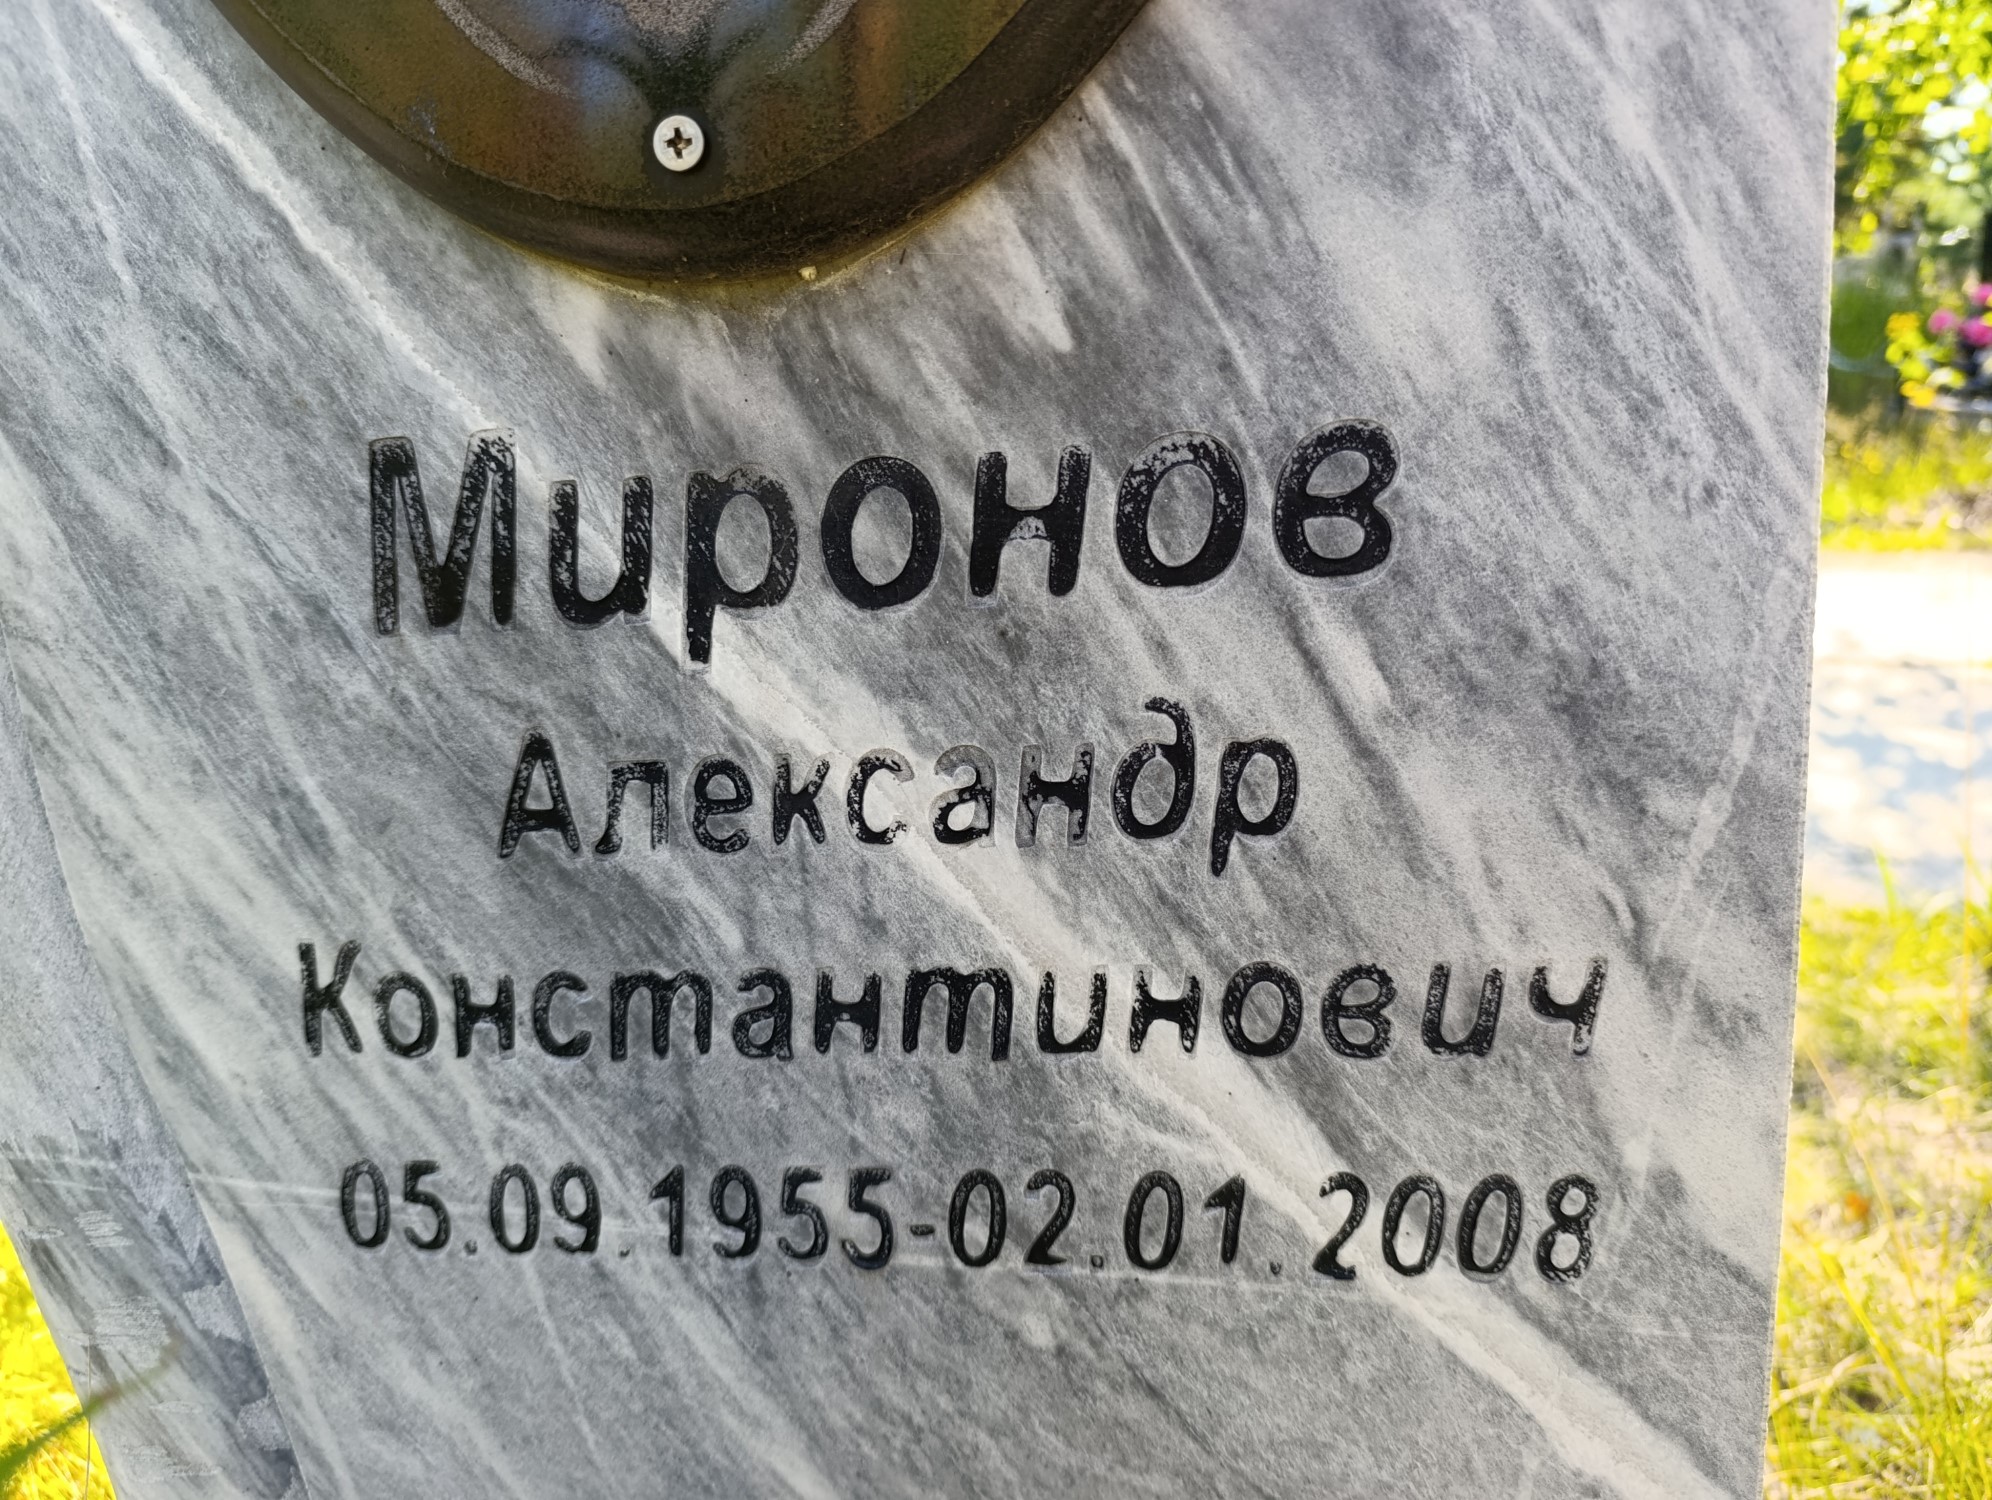 Миронов
Александр
Константинович
05.09.1955-02.01.2008